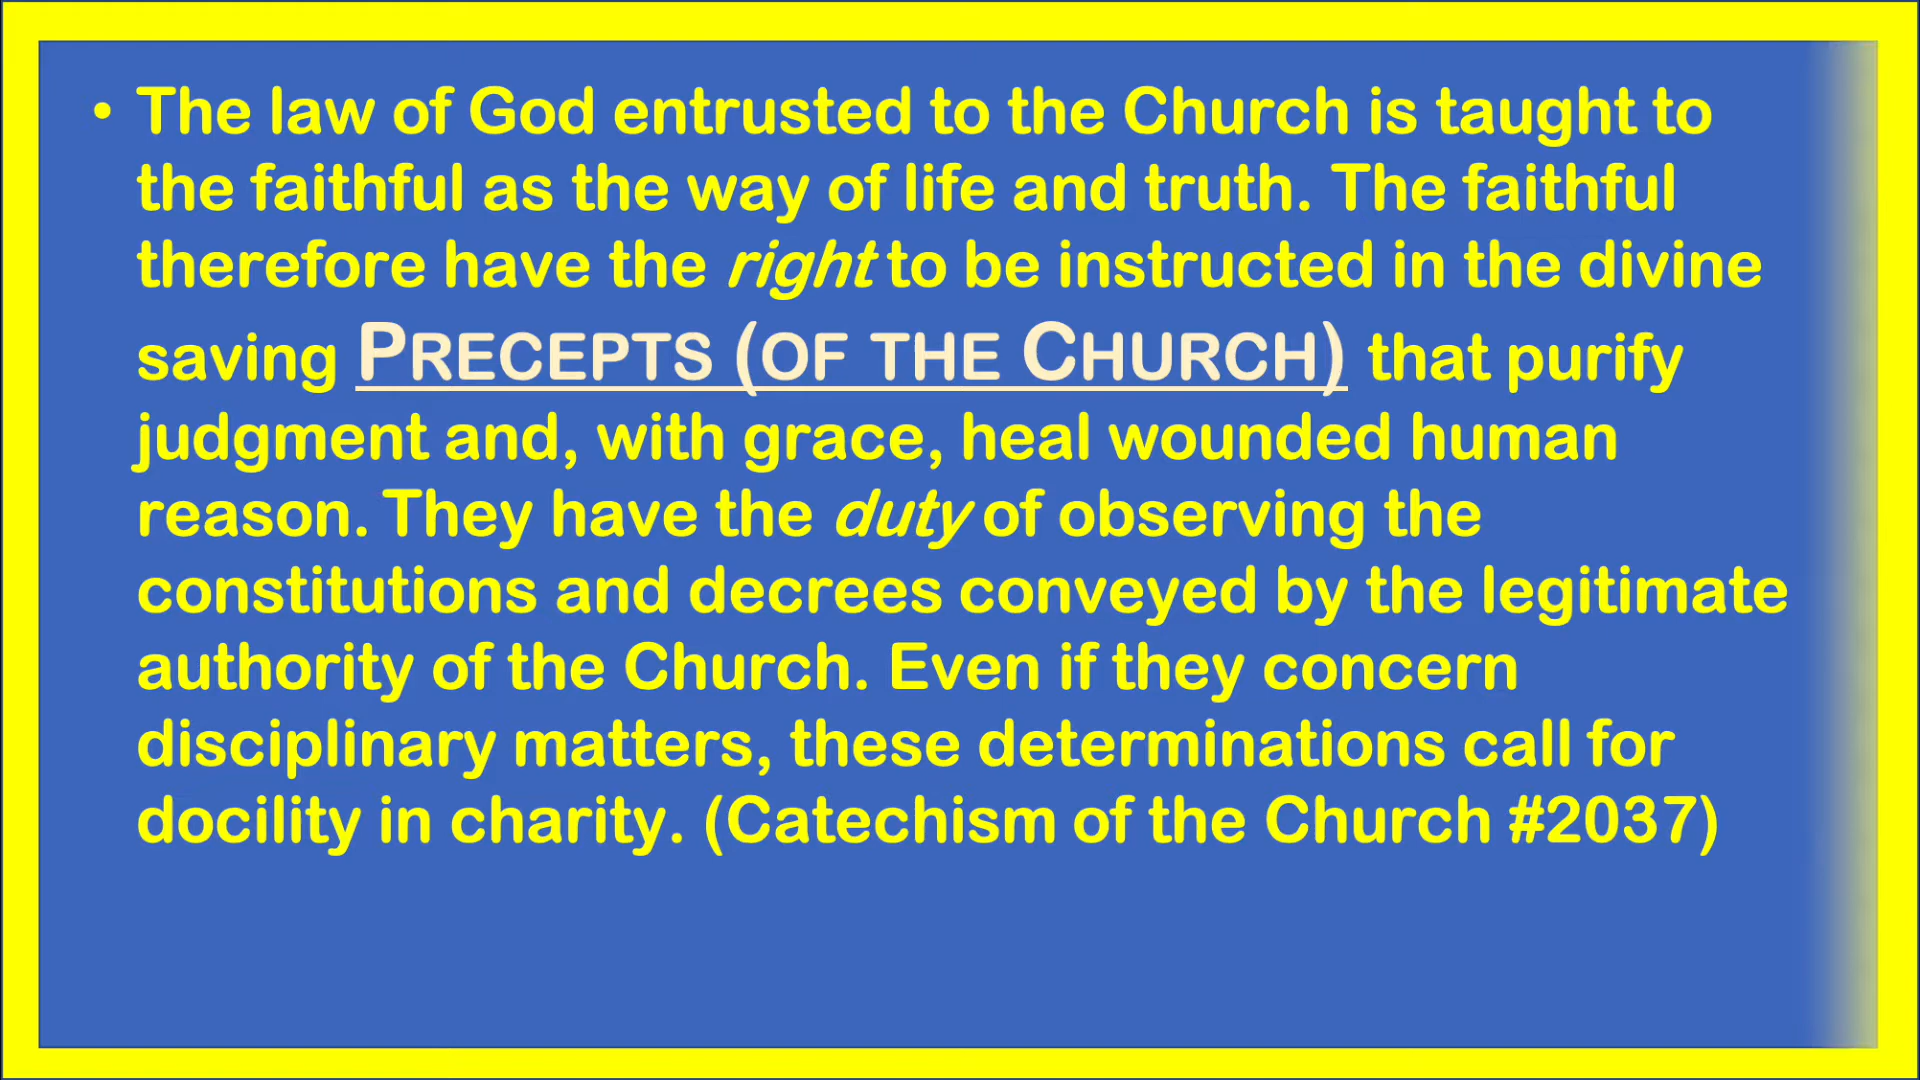 • The law of God entrusted to the Church is taught to
the faithful as the way of life and truth. The faithful
therefore have the right to be instructed in the divine
saving PRECEPTS (OF THE CHURCH) that purify
judgment and, with grace, heal wounded human
reason. They have the duty of observing the
constitutions and decrees conveyed by the legitimate
authority of the Church. Even if they concern
disciplinary matters, these determinations call for
docility in charity. (Catechism of the Church #2037)